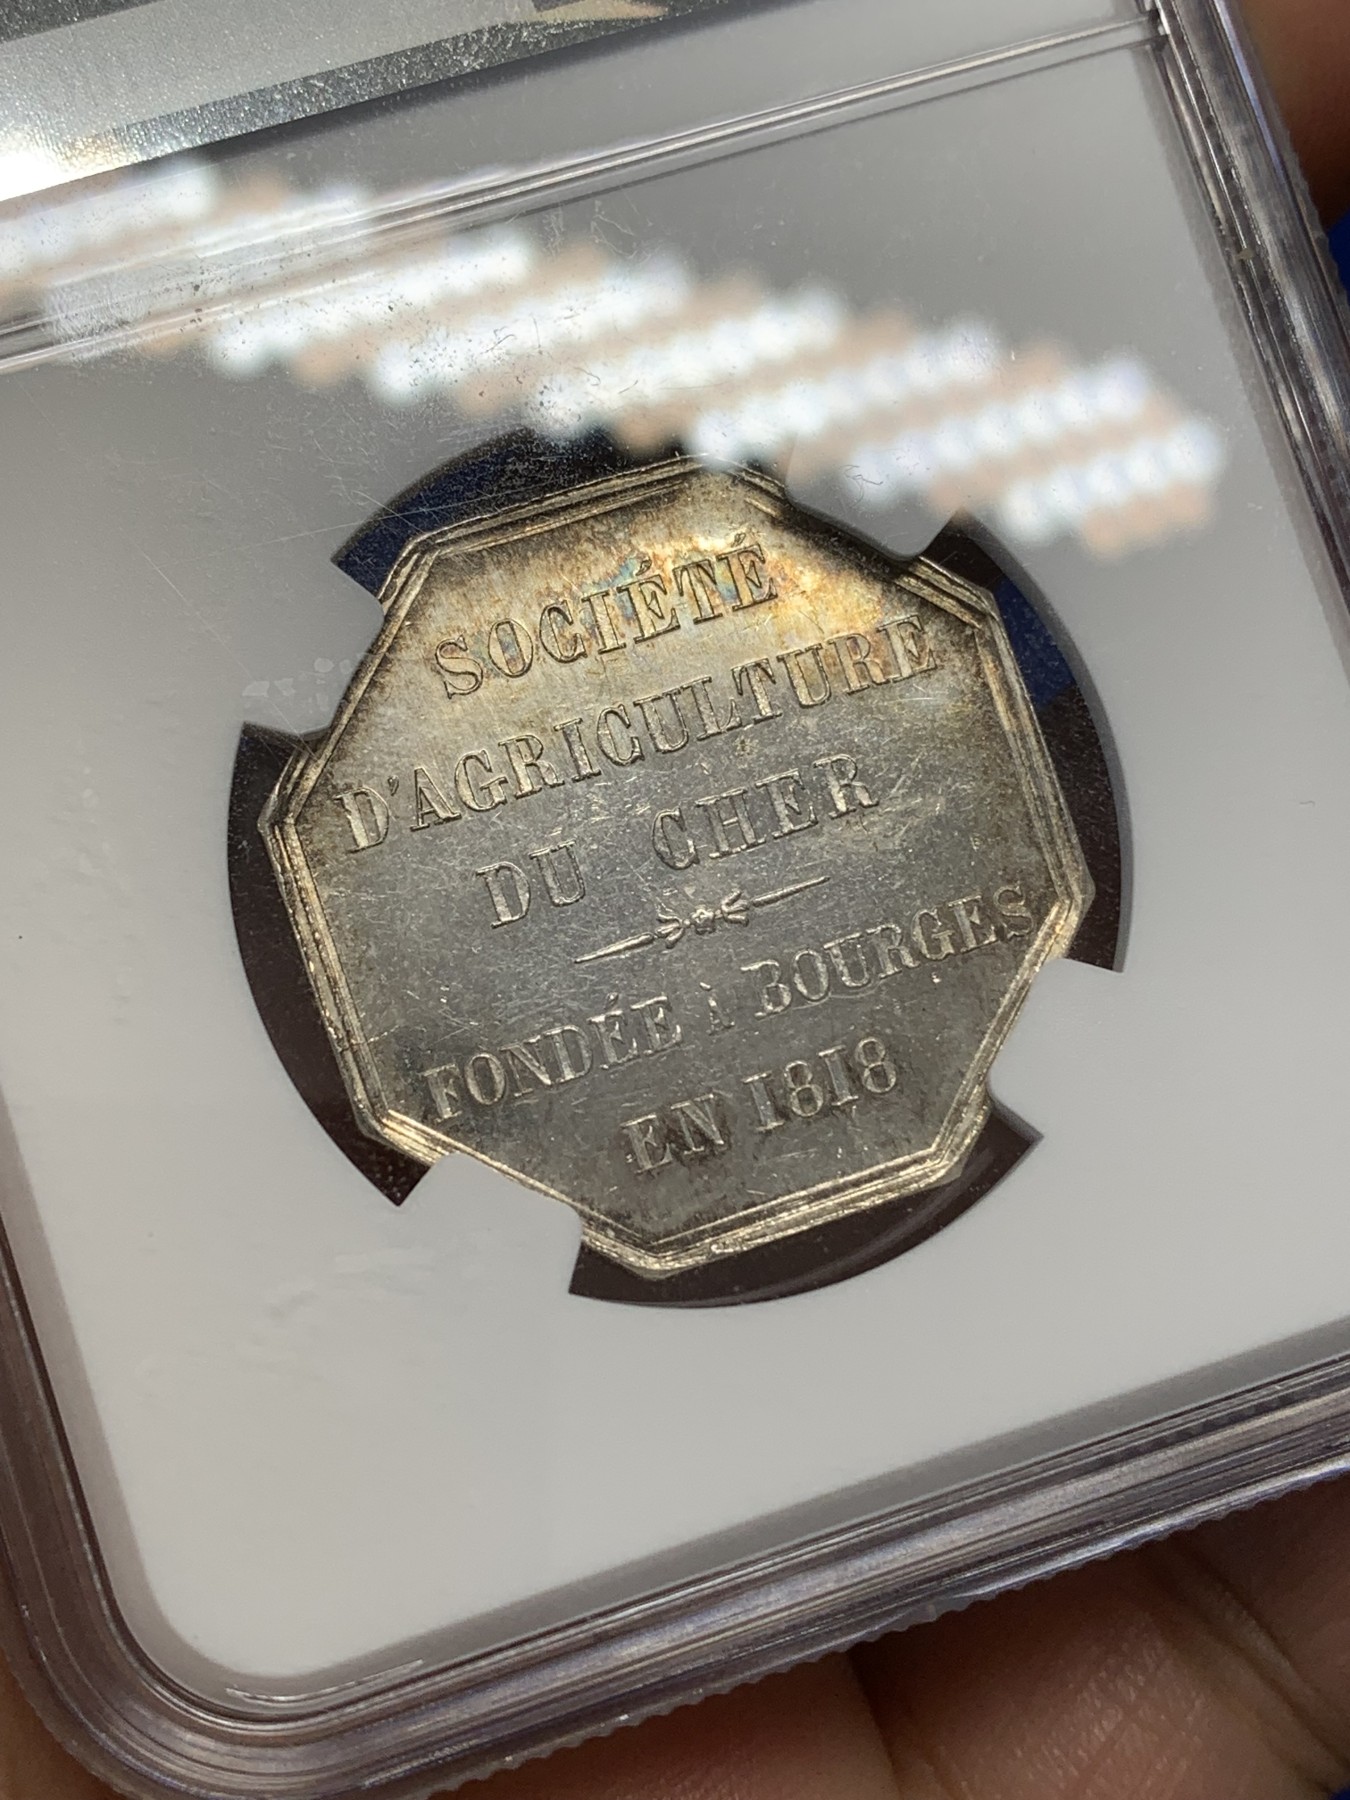 SOCIÉTÉ
D'AGRICULTURE
DU CHER
FONDÉE à BOURGES
EN 1818